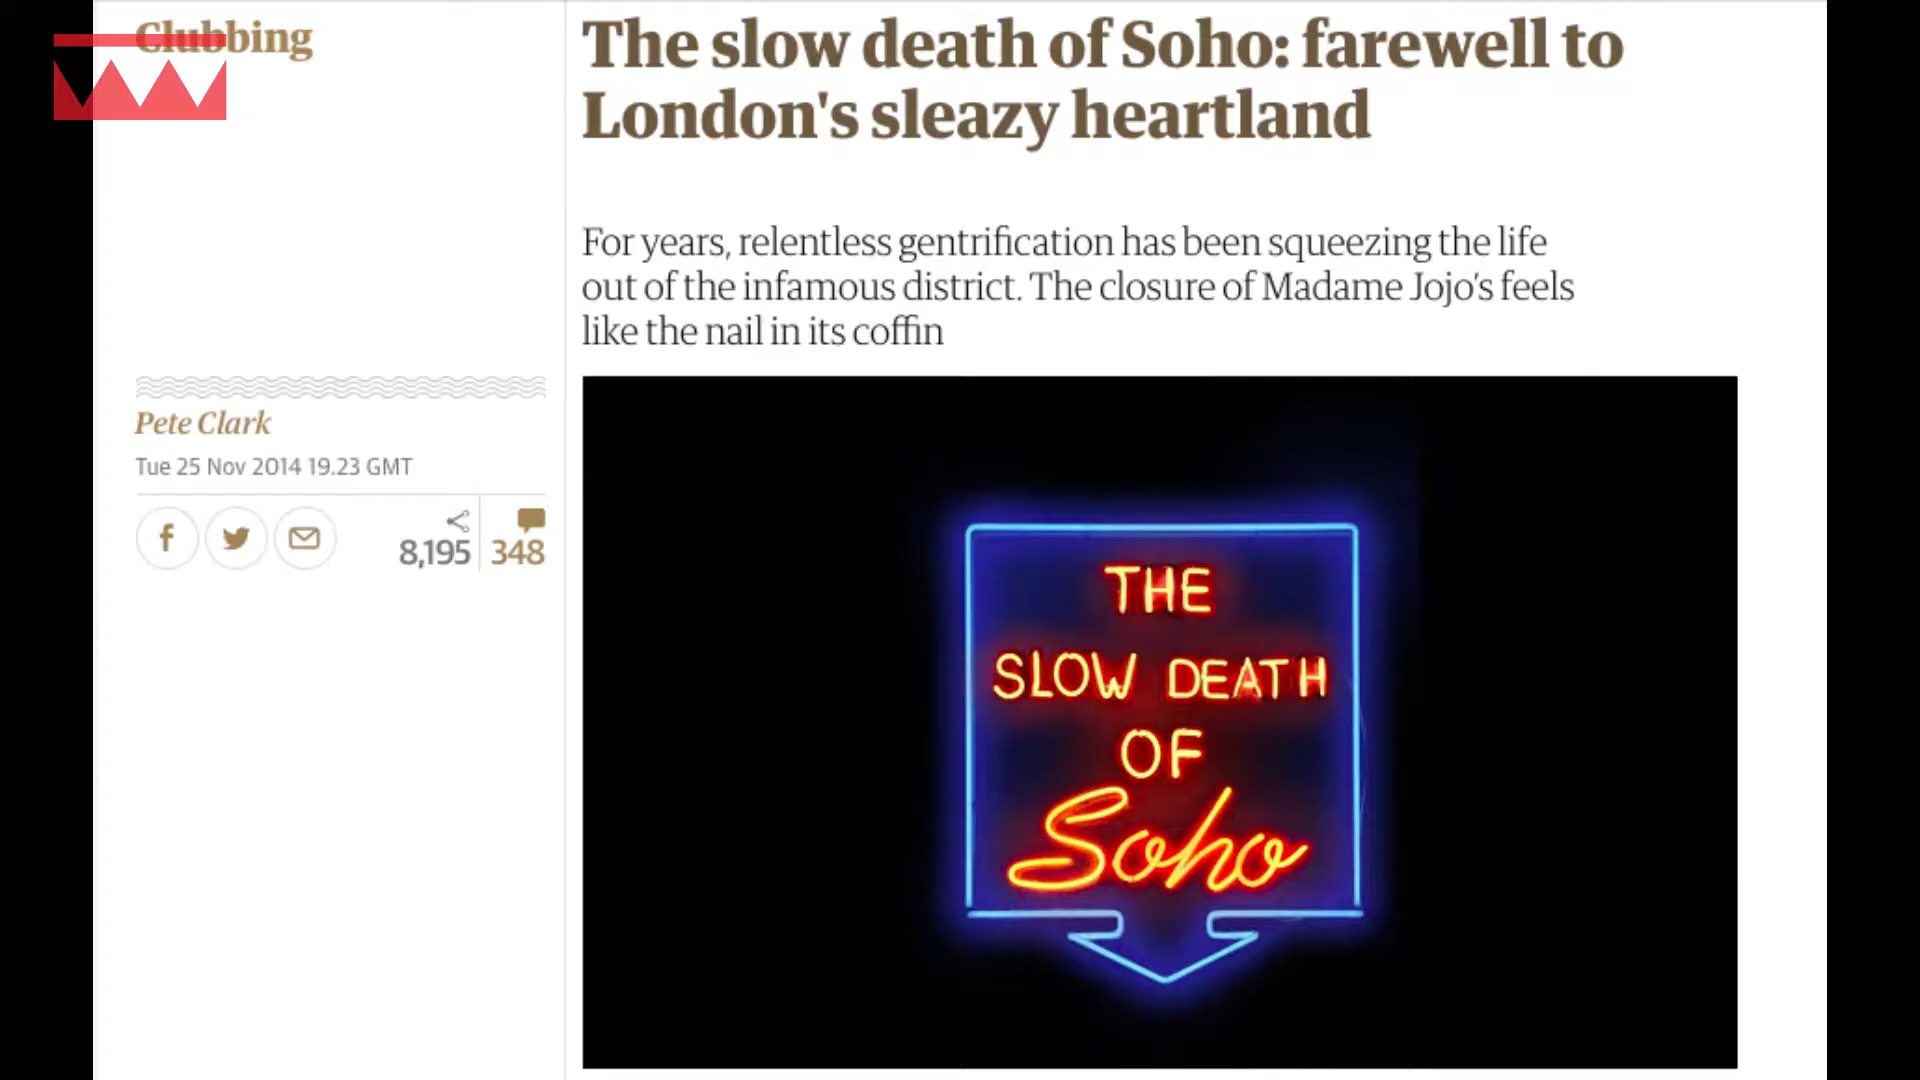 Clubbing
The slow death of Soho: farewell to
London's sleazy heartland
For years, relentless gentrification has been squeezing the life
out of the infamous district. The closure of Madame Jojo’s feels
like the nail in its coffin
Pete Clark
Tue 25 Nov 2014 19.23 GMT
8,195
348
THE
SLOW DEATH
OF
Soho